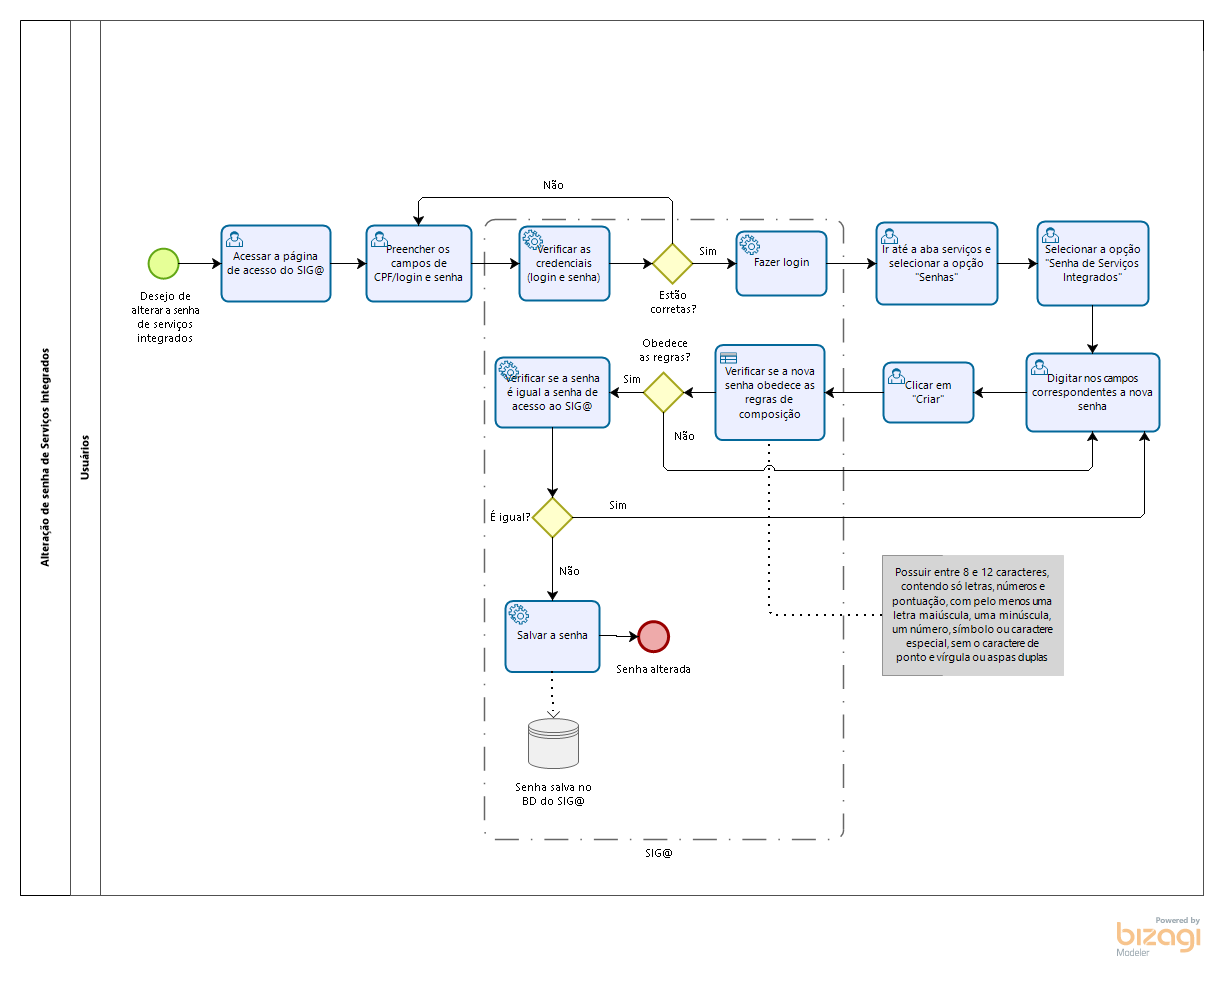 Alteração de senha de Serviços Integrados
Usuários
Desejo de
alterar a senha
de serviços
integrados
Acessar a página
de acesso do SIG@
Preencher os
campos de
CPF/login e senha
Não
Verificar as
credenciais
(login e senha)
Estão
corretas?
Sim
Fazer login
Ir até a aba serviços e
selecionar a opção
"Senhas"
Selecionar a opção
"Senha de Serviços
Integrados"
Digitar nos campos
correspondentes a nova
senha
Clicar em
"Criar"
Verificar se a nova
senha obedece as
regras de
composição
Obedece
as regras?
Sim
Não
Verificar se a senha
é igual a senha de
acesso ao SIG@
É igual?
Sim
Não
Possuir entre 8 e 12 caracteres,
contendo só letras, números e
pontuação, com pelo menos uma
letra maiúscula, uma minúscula,
um número, símbolo ou caractere
especial, sem o caractere de
ponto e vírgula ou aspas duplas
Salvar a senha
Senha alterada
Senha salva no
BD do SIG@
SIG@
Powered by
bizagi
Modeler